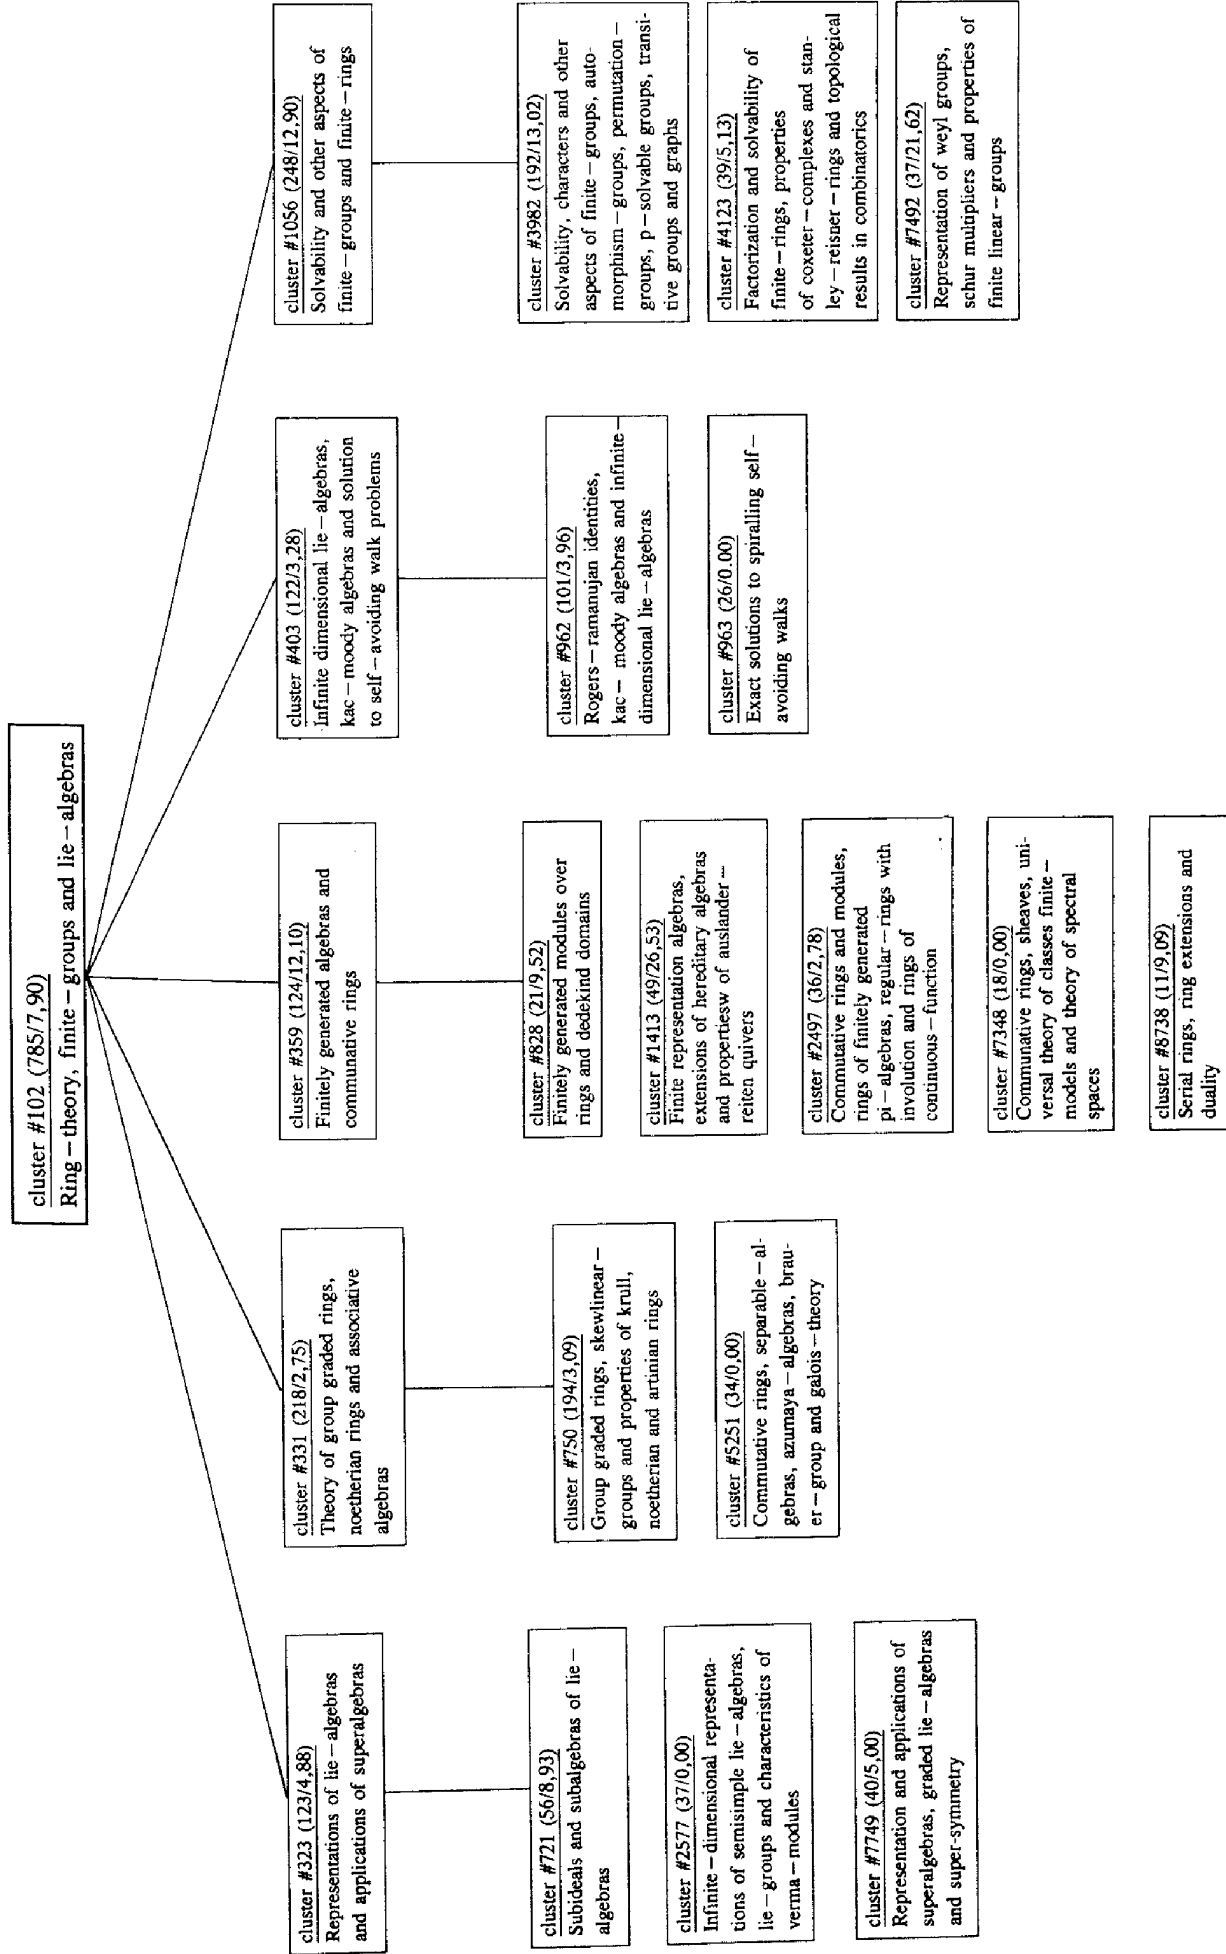 cluster #102 (785/7,90)
Ring–theory, finite–groups and lie–algebras
cluster #323 (123/4,88)
Representations of lie–algebras
and applications of superalgebras
cluster #721 (56/8,93)
Subideals and subalgebras of lie–
algebras
cluster #2577 (37/0,00)
Infinite–dimensional representa-
tions of semisimple lie–algebras,
lie–groups and characteristics of
verma–modules
cluster #7749 (40/5,00)
Representation and applications of
superalgebras, graded lie–algebras
and super-symmetry
cluster #331 (218/2,75)
Theory of group graded rings,
noetherian rings and associative
algebras
cluster #750 (194/3,09)
Group graded rings, skewlinear–
groups and properties of krull,
noetherian and artinian rings
cluster #5251 (34/0,00)
Commutative rings, separable–al-
gebras, azumaya–algebras, brau-
er–group and galois–theory
cluster #359 (124/12,10)
Finitely generated algebras and
communative rings
cluster #828 (21/9,52)
Finitely generated modules over
rings and dedekind domains
cluster #1413 (49/26,53)
Finite representation algebras,
extensions of hereditary algebras
and propertiesw of auslander–
reiten quivers
cluster #2497 (36/2,78)
Commutative rings and modules,
rings of finitely generated
pi–algebras, regular–rings with
involution and rings of
continuous–function
cluster #7348 (18/0,00)
Communative rings, sheaves, uni-
versal theory of classes finite–
models and theory of spectral
spaces
cluster #8738 (11/9,09)
Serial rings, ring extensions and
duality
cluster #403 (122/3,28)
Infinite dimensional lie–algebras,
kac–moody algebras and solution
to self–avoiding walk problems
cluster #962 (101/3,96)
Rogers–ramanujan identities,
kac– moody algebras and infinite–
dimensional lie–algebras
cluster #963 (26/0.00)
Exact solutions to spiralling self–
avoiding walks
cluster #1056 (248/12,90)
Solvability and other aspects of
finite–groups and finite–rings
cluster #3982 (192/13,02)
Solvability, characters and other
aspects of finite–groups, auto-
morphism–groups, permutation–
groups, p–solvable groups, transi-
tive groups and graphs
cluster #4123 (39/5,13)
Factorization and solvability of
finite–rings, properties
of coxeter–complexes and stan-
ley–reisner–rings and topological
results in combinatorics
cluster #7492 (37/21,62)
Representation of weyl groups,
schur multipliers and properties of
finite linear–groups